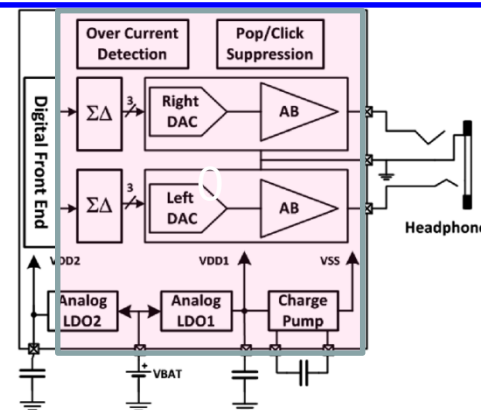 Over Current
Detection
Pop/Click
Suppression
Digital Front End
ΣΔ
3
Right
DAC
AB
ΣΔ
3
Left
DAC
AB
Headphone
VDD2
VDD1
VSS
Analog
LDO2
Analog
LDO1
Charge
Pump
+
VBAT